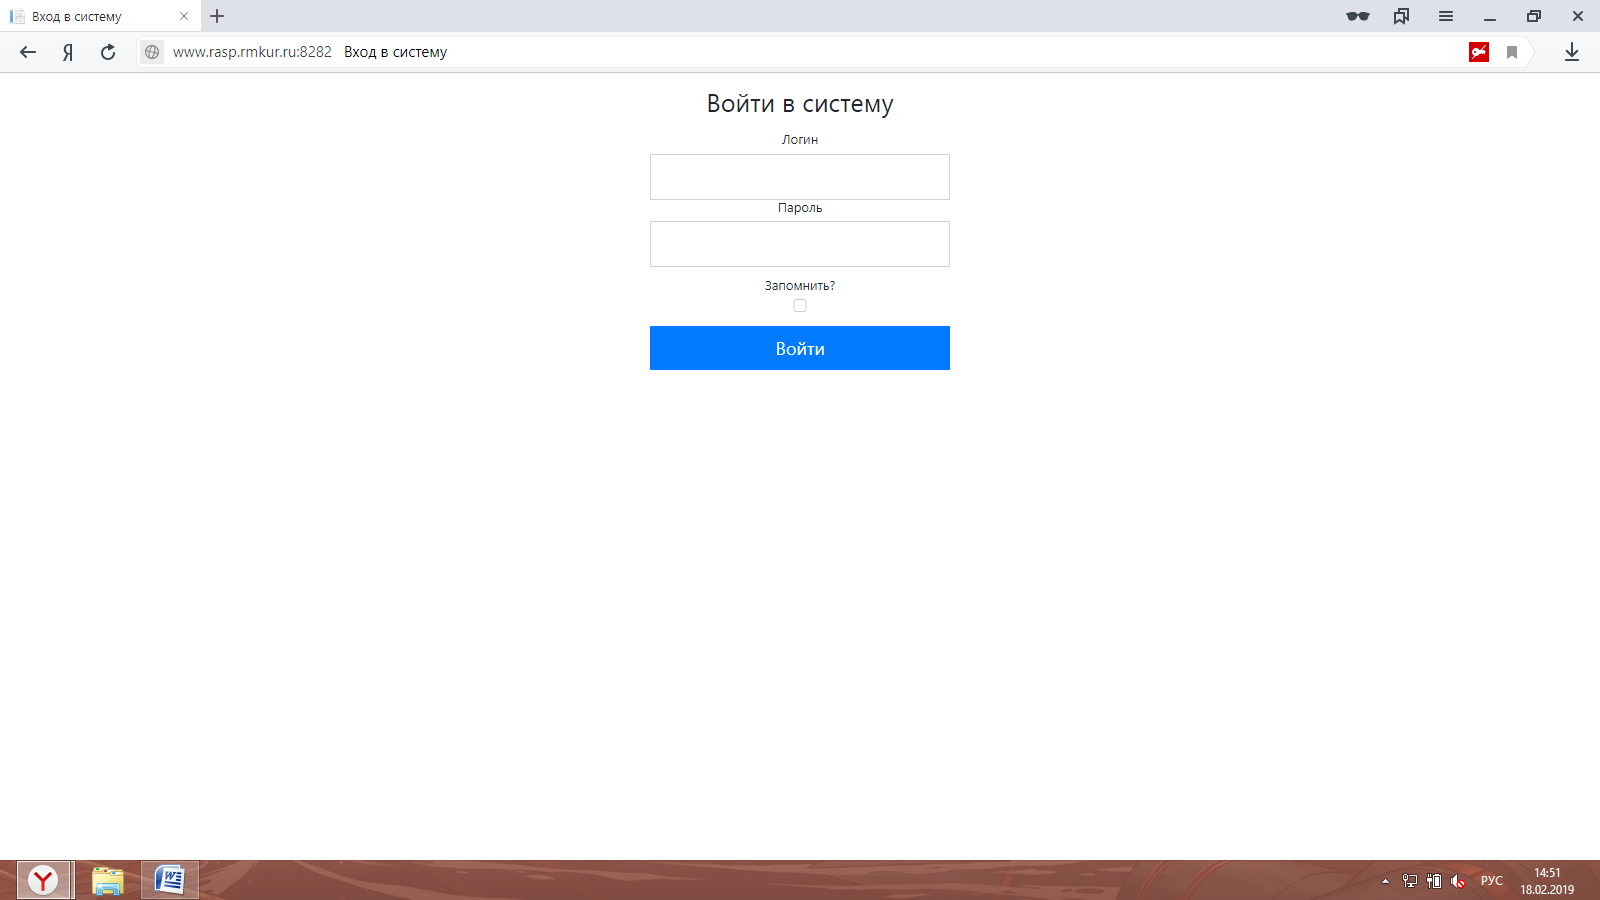 Вход в систему
www.rasp.rmkur.ru:8282 Вход в систему
Войти в систему
Логин
Пароль
Запомнить?
Войти
РУС
14:51
18.02.2019